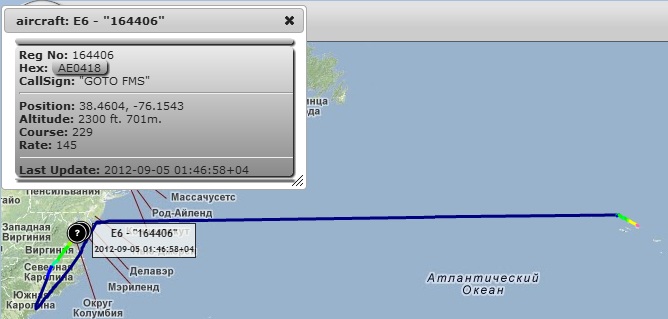 aircraft: E6 - "164406"
Reg No: 164406
Hex: AE0418
CallSign: "GOTO FMS"
Position: 38.4604, -76.1543
Altitude: 2300 ft. 701m.
Course: 229
Rate: 145
Last Update: 2012-09-05 01:46:58+04
Пенсильвания
Массачусетс
Род-Айленд
Западная
Виргиния
?
E6 - "164406"
2012-09-05 01:46:58+04
Виргиния
Северная
Каролина
Делавэр
Мэриленд
Южная
Каролина
Округ
Колумбия
Атлантический
Океан